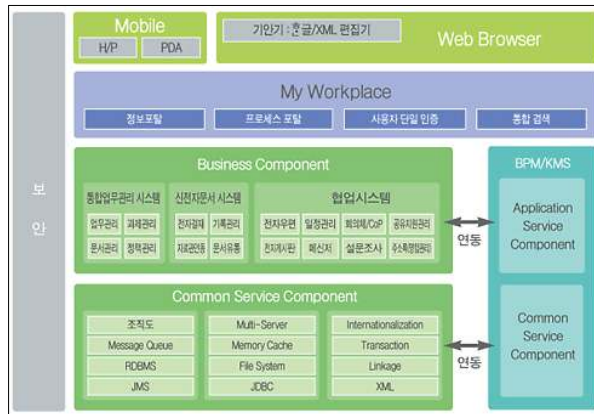 Mobile
H/P PDA
기안기 : 흔글/XML 편집기
Web Browser
보안
My Workplace
정보포탈 프로세스 포탈 사용자 단일 인증 통합 검색
Business Component
통합업무관리 시스템 신전자문서 시스템 협업시스템
업무관리 과제관리 전자결재 기록관리 전자우편 일정관리 회의체/CoP 공유자원관리
문서관리 정책관리 자료관연동 문서유통 전자게시판 메신저 설문조사
연동
BPM/KMS
Application
Service
Component
Common Service Component
조직도 Multi-Server Internationalization
Message Queue Memory Cache Transaction
RDBMS File System Linkage
JMS JDBC XML
연동
Common
Service
Component